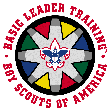 BASIC LEADER TRAINING
BOY SCOUTS OF AMERICA